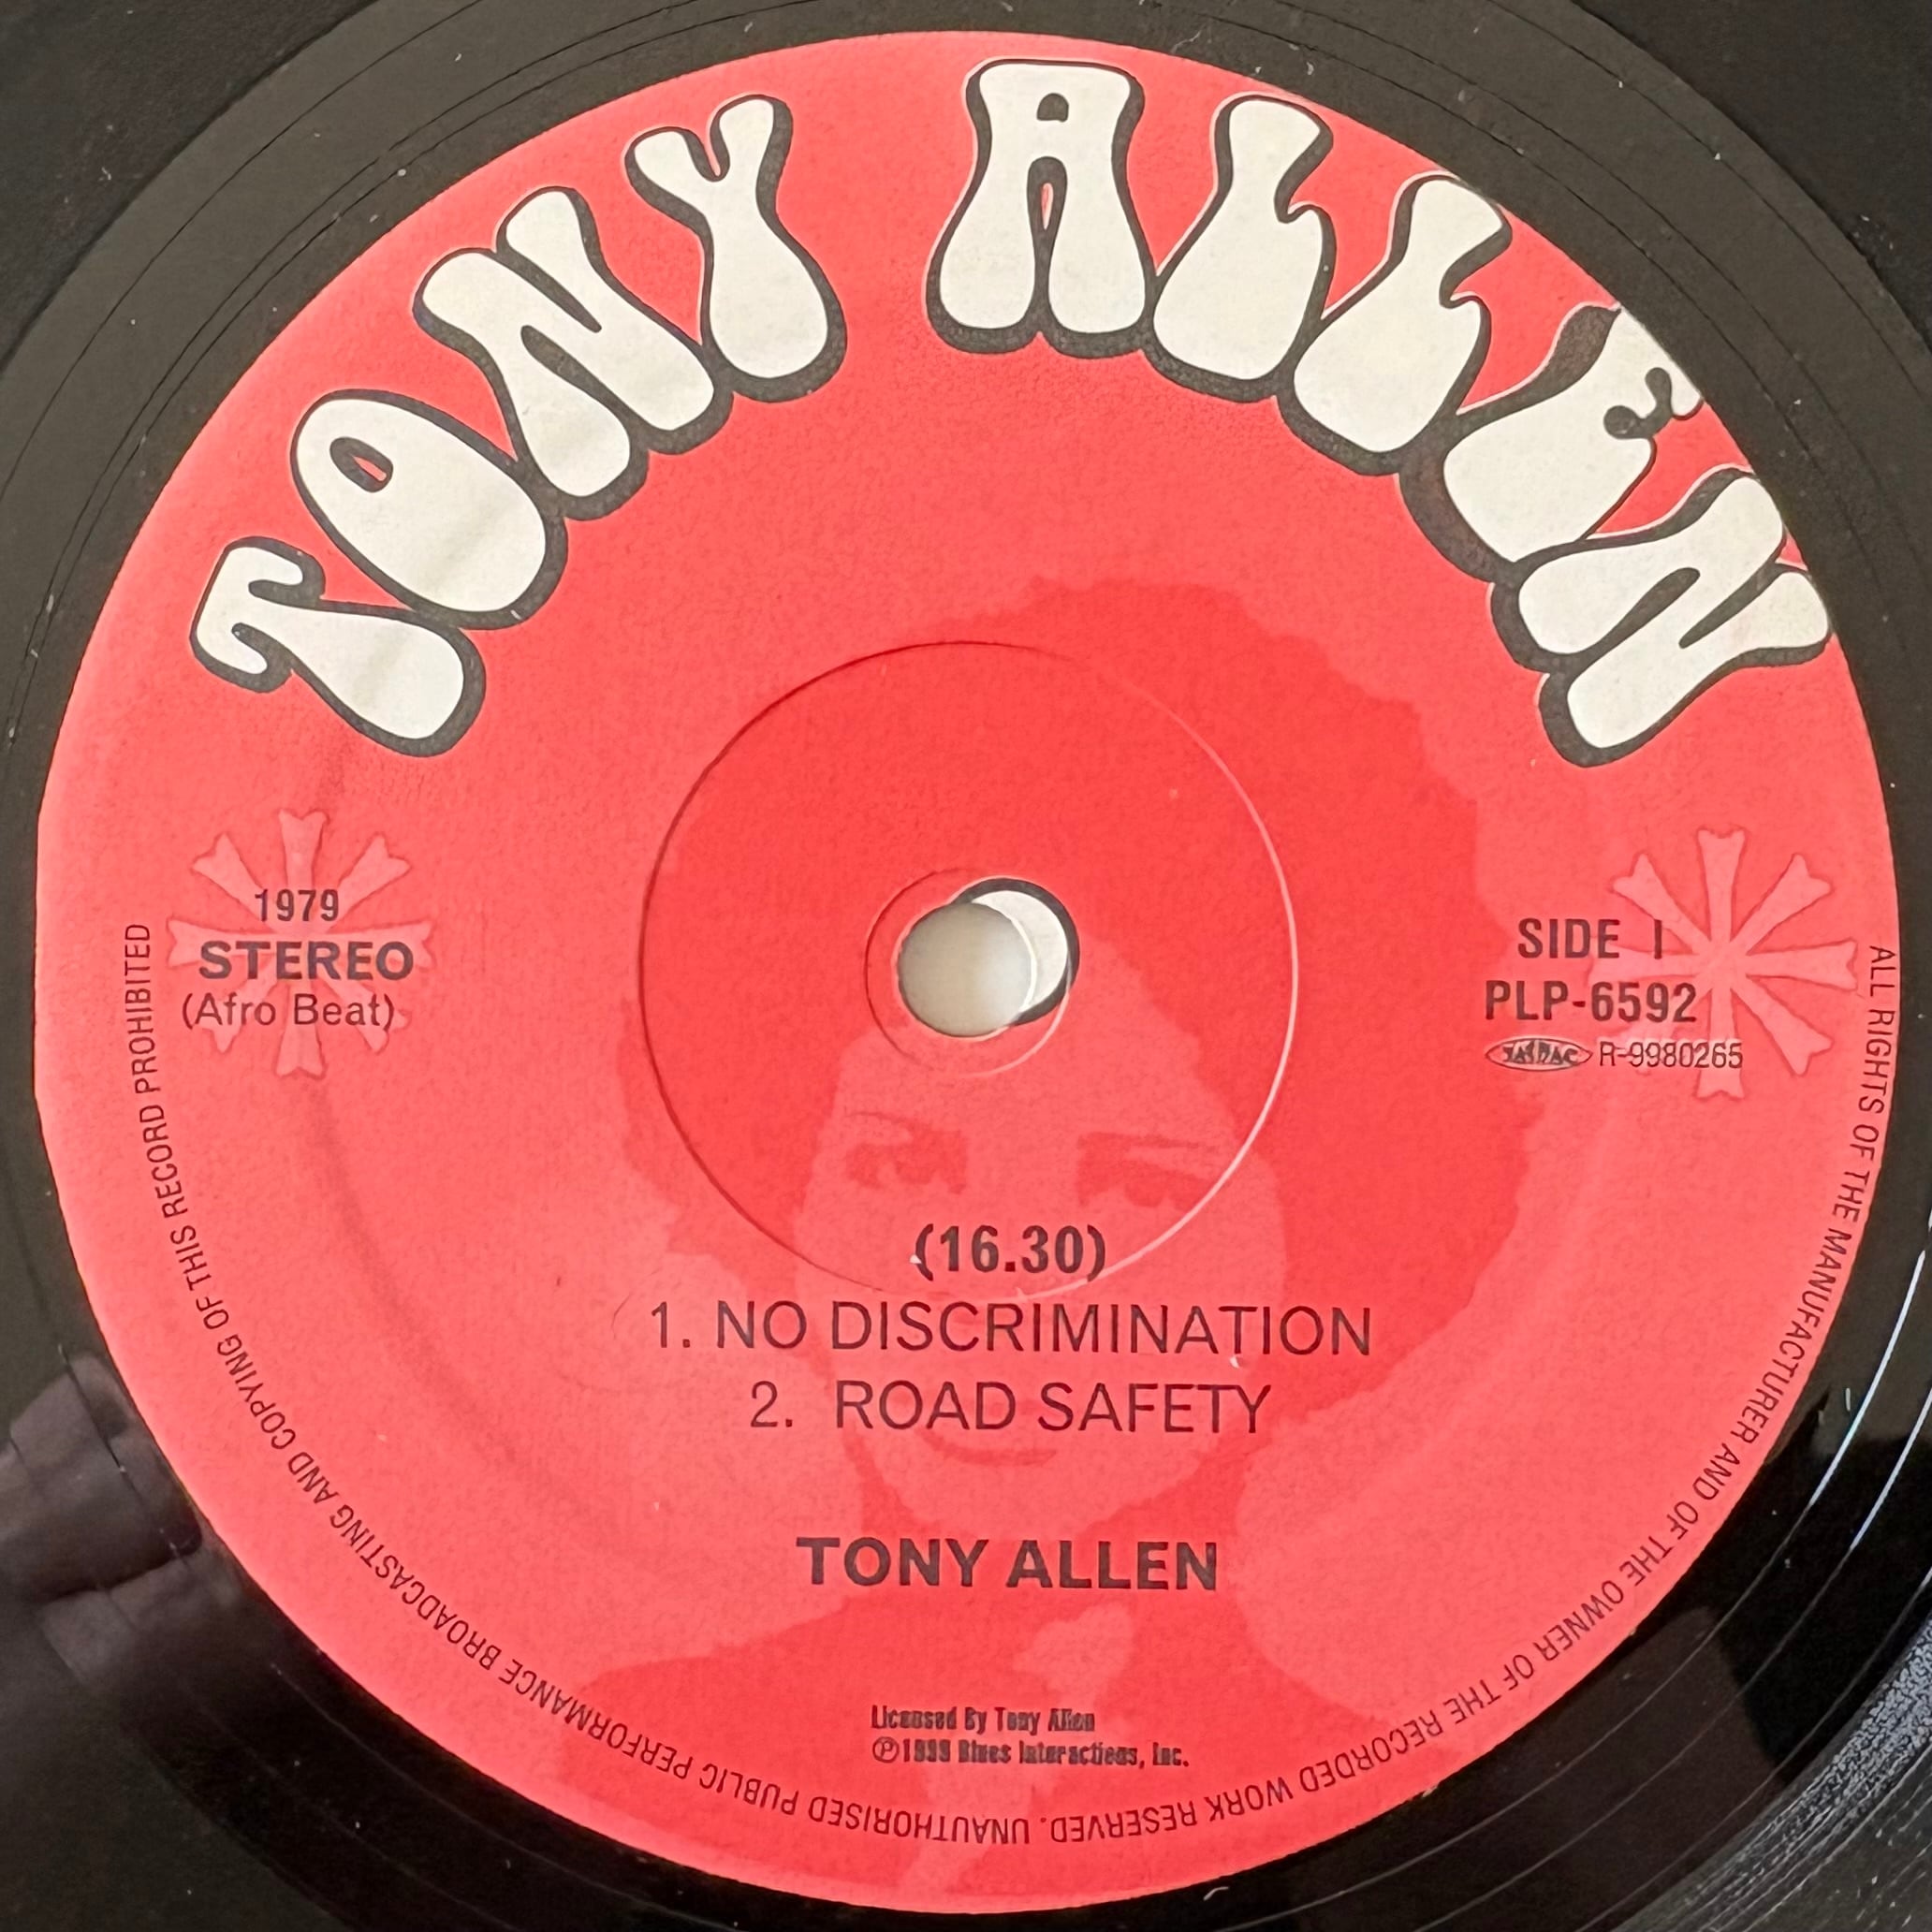 TONY ALLEN
1979
STEREO
(Afro Beat)
SIDE I
PLP-6592
JASRAC R-9980265
(16.30)
1. NO DISCRIMINATION
2. ROAD SAFETY
TONY ALLEN
Licensed By Tony Allen
℗1999 Blues Interactions, Inc.
ALL RIGHTS OF THE MANUFACTURER AND OF THE OWNER OF THE RECORDED WORK RESERVED. UNAUTHORISED PUBLIC PERFORMANCE BROADCASTING AND COPYING OF THIS RECORD PROHIBITED